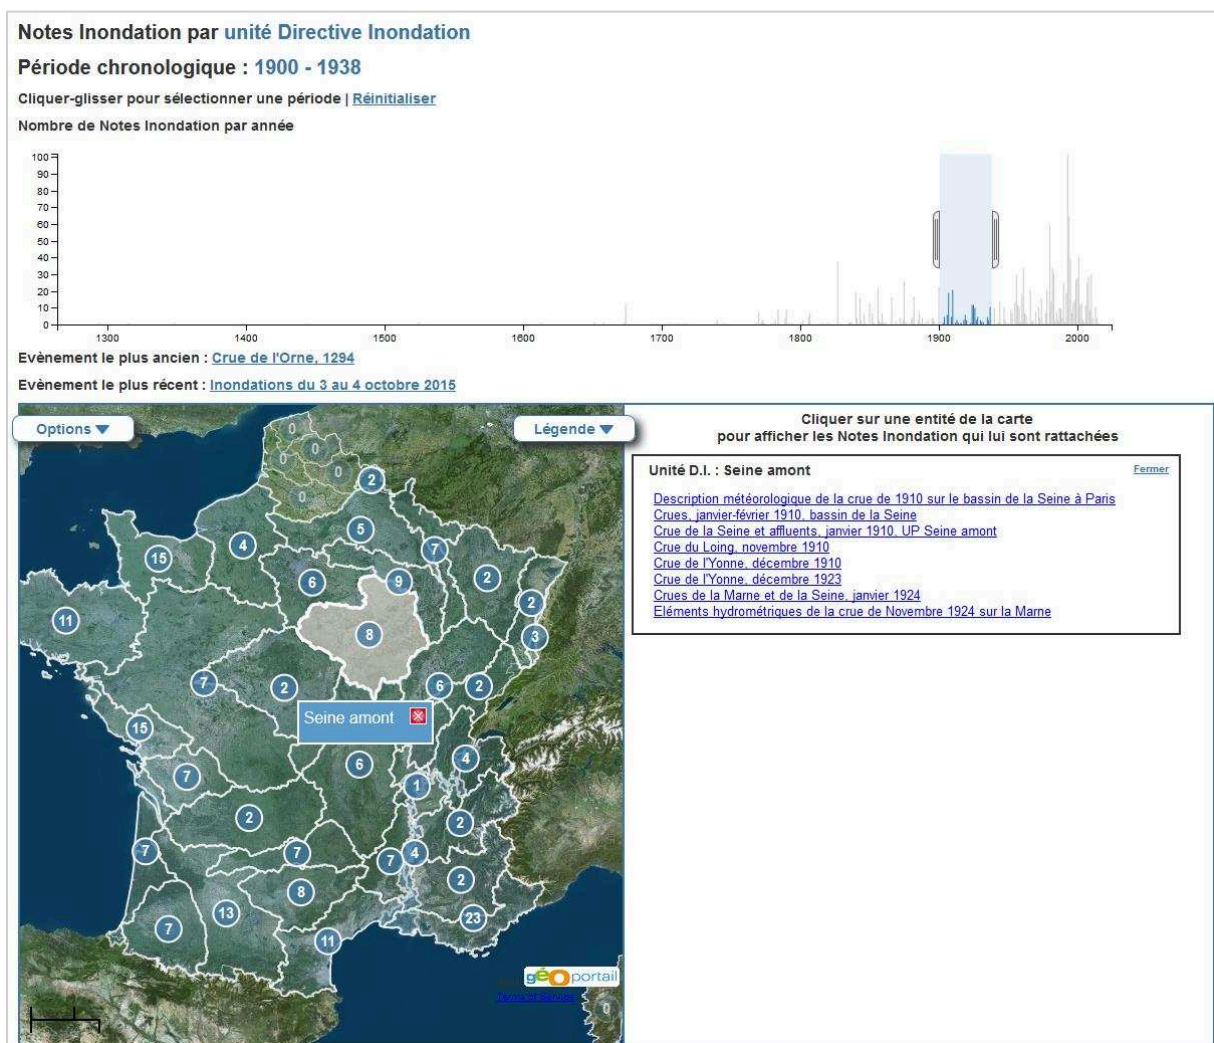 Notes Inondation par unité Directive Inondation
Période chronologique : 1900 - 1938
Cliquer-glisser pour sélectionner une période | Réinitialiser
Nombre de Notes Inondation par année
100
90
80
70
60
50
40
30
20
10
0
1300 1400 1500 1600 1700 1800 1900 2000
Evènement le plus ancien : Crue de l'Orne, 1294
Evènement le plus récent : Inondations du 3 au 4 octobre 2015
Options
Légende
0
0
0
0
2
5
4
15
7
6
9
2
2
11
8
3
7
2
6
2
Seine amont
15
6
4
7
1
2
2
7
7
7
4
8
2
13
23
7
11
géoportail
Terms of Service
0
Cliquer sur une entité de la carte
pour afficher les Notes Inondation qui lui sont rattachées
Unité D.I. : Seine amont
Fermer
Description météorologique de la crue de 1910 sur le bassin de la Seine à Paris
Crues, janvier-février 1910, bassin de la Seine
Crue de la Seine et affluents, janvier 1910, UP Seine amont
Crue du Loing, novembre 1910
Crue de l'Yonne, décembre 1910
Crue de l'Yonne, décembre 1923
Crues de la Marne et de la Seine, janvier 1924
Eléments hydrométriques de la crue de Novembre 1924 sur la Marne